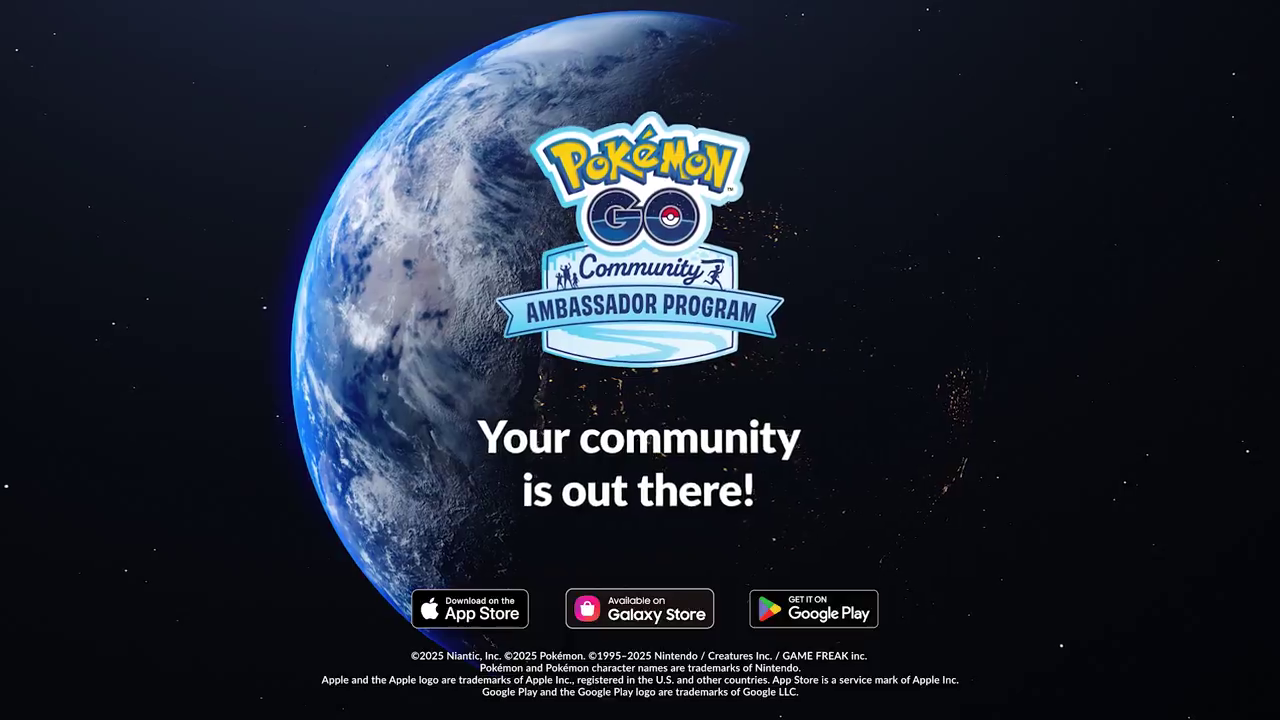 POKÉMON
GO
Community
AMBASSADOR PROGRAM
Your community
is out there!
Download on the
App Store
Available on
Galaxy Store
GET IT ON
Google Play
©2025 Niantic, Inc. ©2025 Pokémon. ©1995–2025 Nintendo / Creatures Inc. / GAME FREAK inc.
Pokémon and Pokémon character names are trademarks of Nintendo.
Apple and the Apple logo are trademarks of Apple Inc., registered in the U.S. and other countries. App Store is a service mark of Apple Inc.
Google Play and the Google Play logo are trademarks of Google LLC.